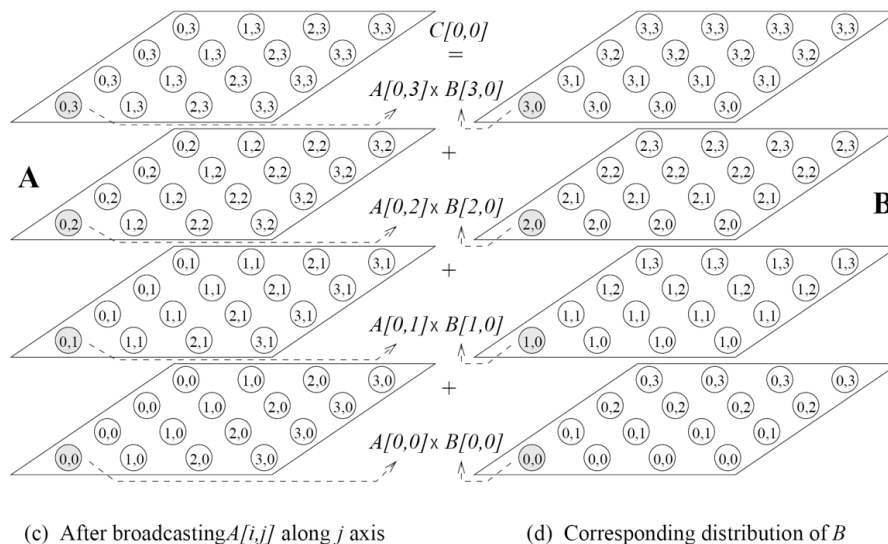 0,3 1,3 2,3 3,3 C[0,0] 3,3 3,3 3,3 3,3
0,3 1,3 2,3 3,3 = 3,2 3,2 3,2 3,2
0,3 1,3 2,3 3,3 A[0,3] x B[3,0] 3,1 3,1 3,1 3,1
0,3 1,3 2,3 3,3 3,0 3,0 3,0 3,0
0,2 1,2 2,2 3,2 + 2,3 2,3 2,3 2,3
A 0,2 1,2 2,2 3,2 2,2 2,2 2,2 2,2
0,2 1,2 2,2 3,2 A[0,2] x B[2,0] 2,1 2,1 2,1 2,1 B
0,2 1,2 2,2 3,2 2,0 2,0 2,0 2,0
0,1 1,1 2,1 3,1 + 1,3 1,3 1,3 1,3
0,1 1,1 2,1 3,1 1,2 1,2 1,2 1,2
0,1 1,1 2,1 3,1 A[0,1] x B[1,0] 1,1 1,1 1,1 1,1
0,1 1,1 2,1 3,1 1,0 1,0 1,0 1,0
0,0 1,0 2,0 3,0 + 0,3 0,3 0,3 0,3
0,0 1,0 2,0 3,0 0,2 0,2 0,2 0,2
0,0 1,0 2,0 3,0 A[0,0] x B[0,0] 0,1 0,1 0,1 0,1
0,0 1,0 2,0 3,0 0,0 0,0 0,0 0,0
(c) After broadcasting A[i,j] along j axis (d) Corresponding distribution of B